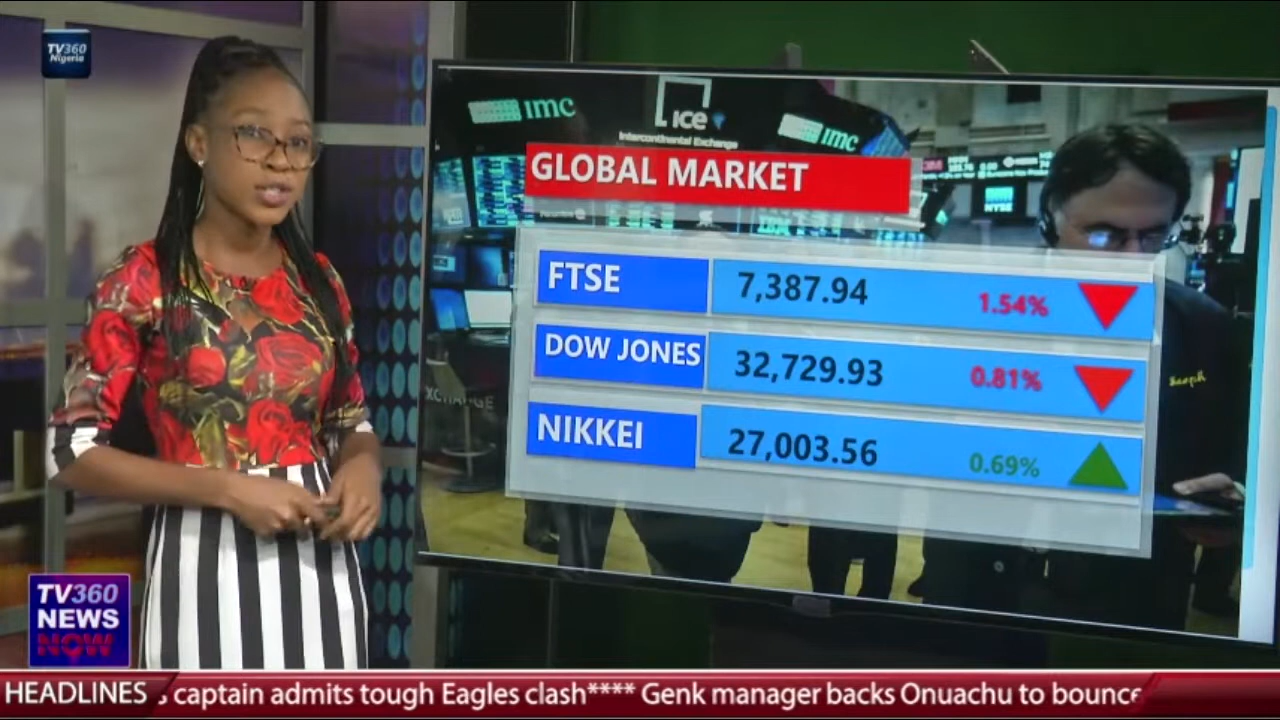 TV360
Nigeria
imc
ICE
Intercontinental Exchange
imc
GLOBAL MARKET
IBM
NYSE
FTSE 7,387.94 1.54%
DOW JONES 32,729.93 0.81%
NIKKEI 27,003.56 0.69%
XCHANGE
TV360
NEWS
NOW
HEADLINES captain admits tough Eagles clash**** Genk manager backs Onuachu to bounce